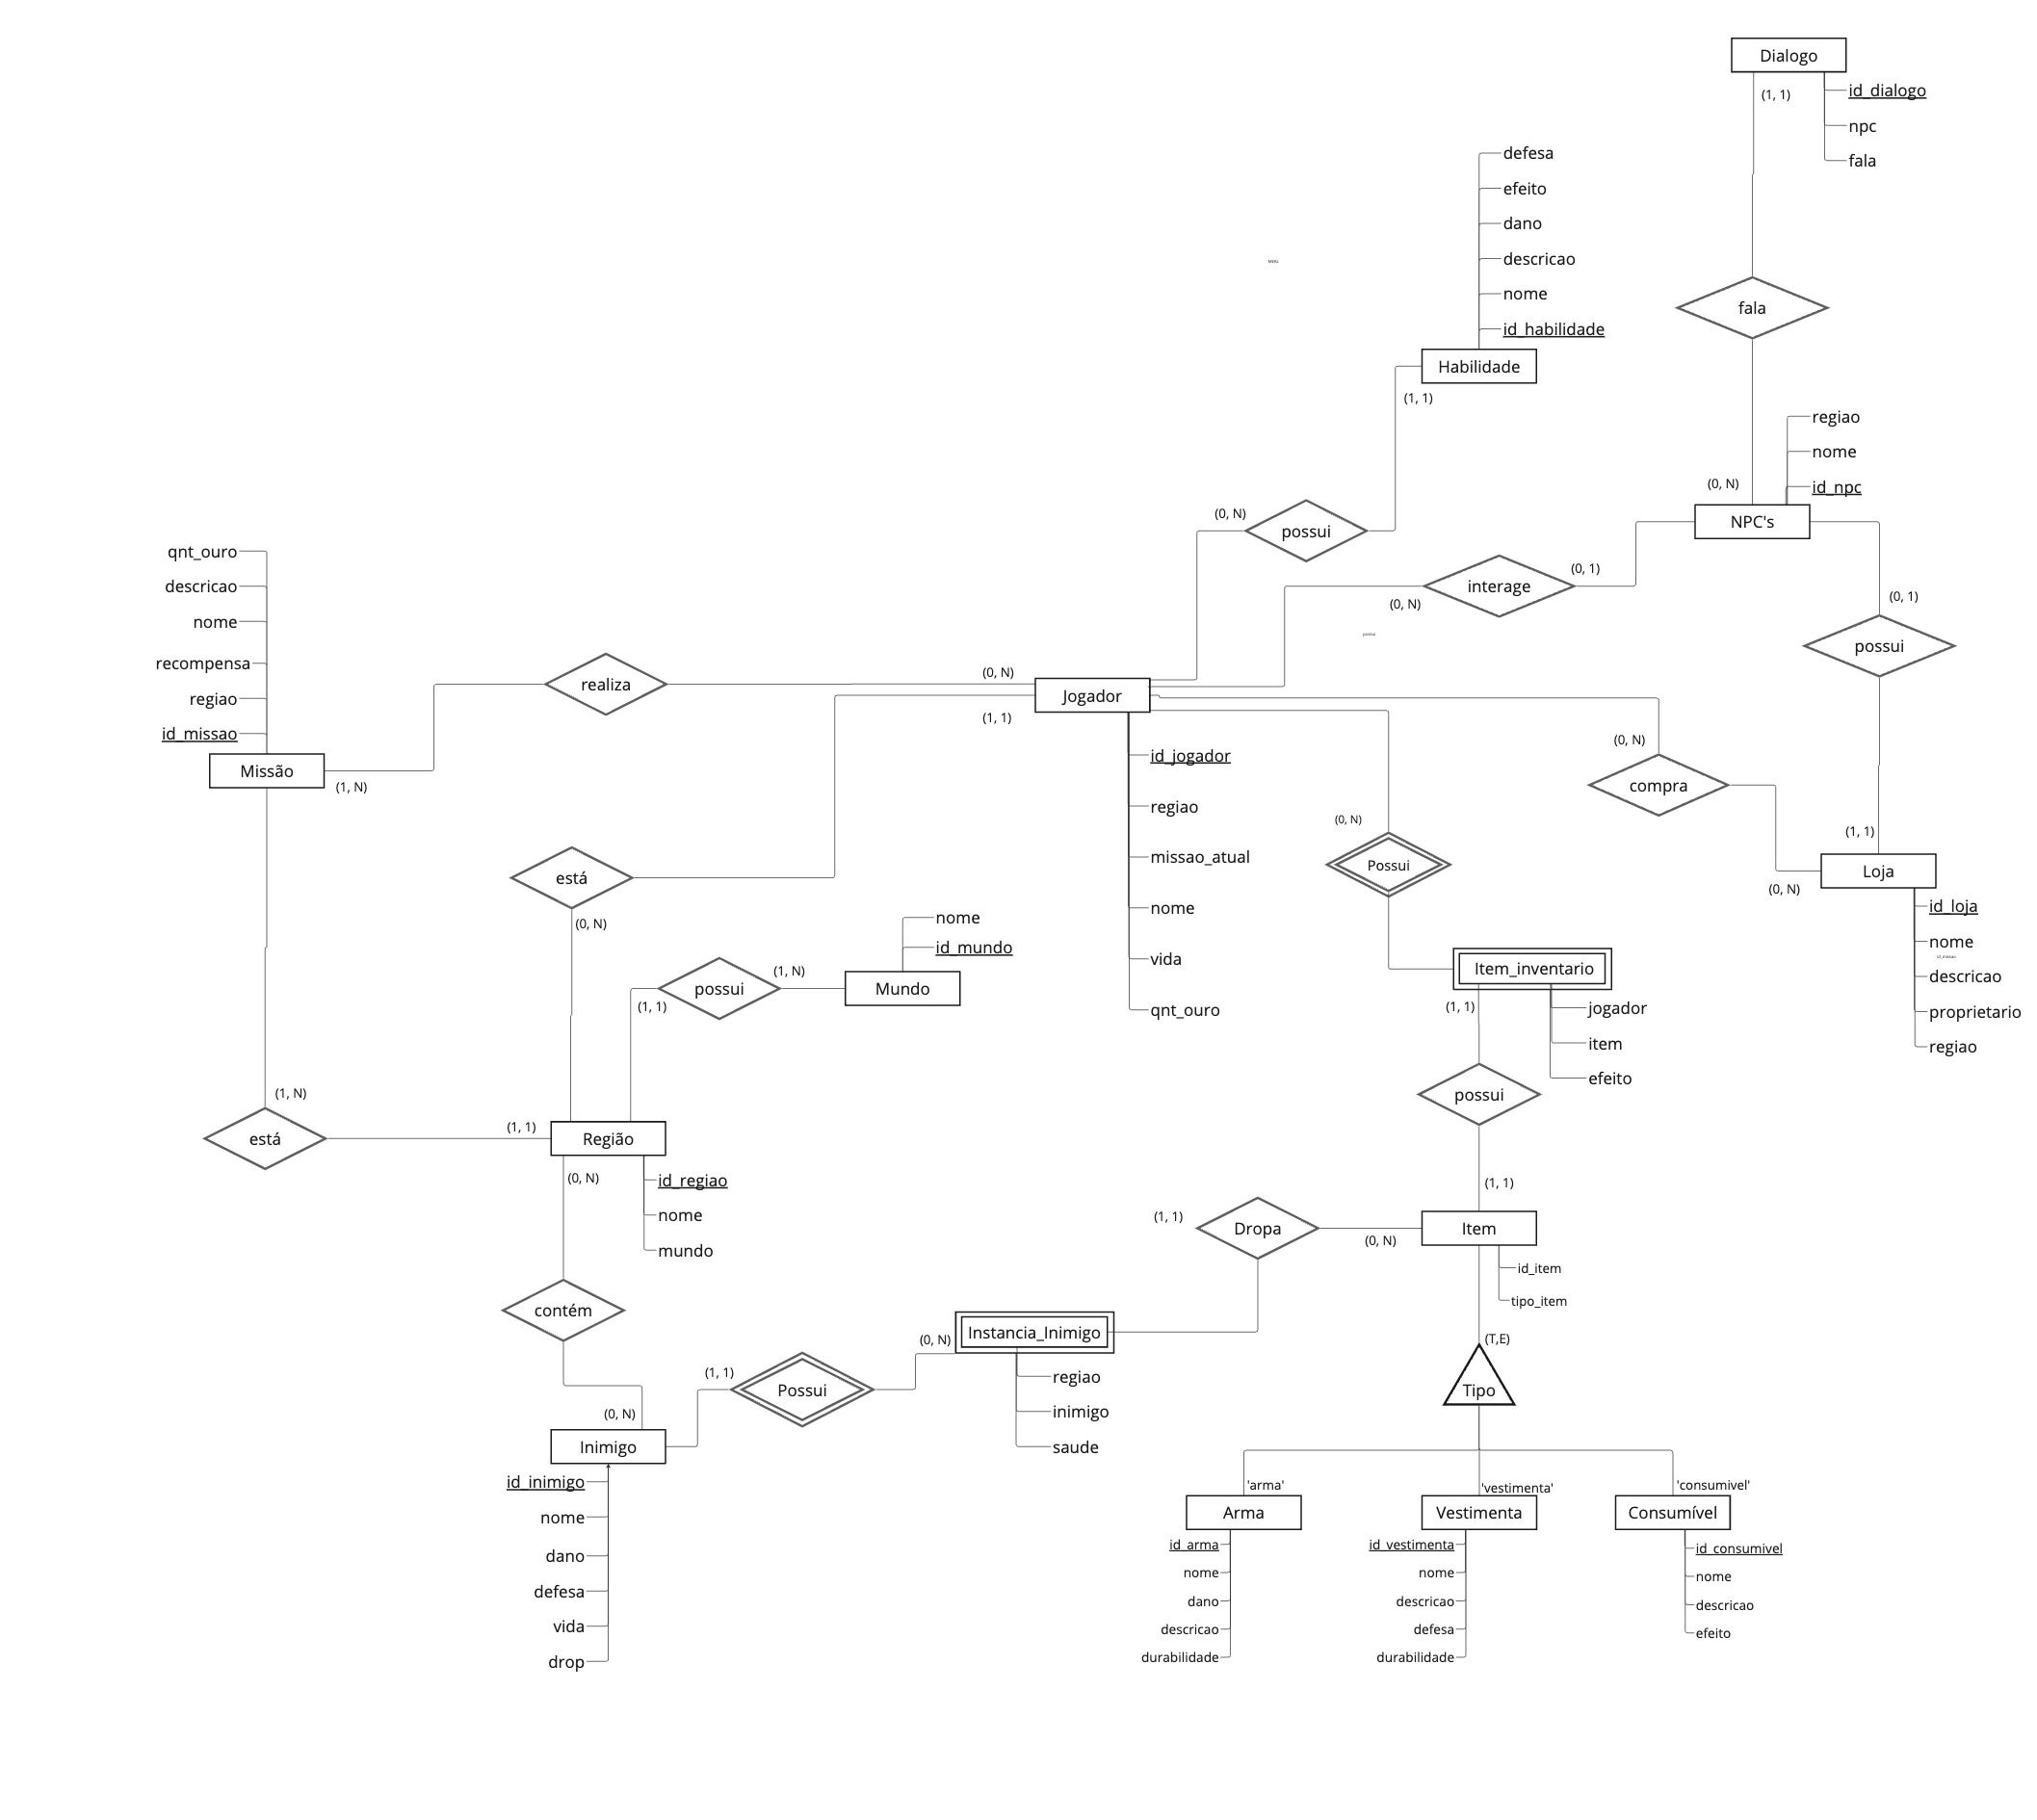 Dialogo
(1, 1)
id_dialogo
npc
fala
fala
(0, N)
regiao
nome
id_npc
NPC's
defesa
efeito
dano
descricao
nome
id_habilidade
Habilidade
(1, 1)
possui
(0, N)
interage
(0, 1)
(0, N)
possui
(0, 1)
possui
(1, 1)
qnt_ouro
descricao
nome
recompensa
regiao
id_missao
Missão
(1, N)
realiza
(0, N)
Jogador
(1, 1)
id_jogador
regiao
missao_atual
nome
vida
qnt_ouro
(0, N)
compra
(0, N)
Loja
id_loja
nome
id_missao
descricao
proprietario
regiao
(0, N)
Possui
Item_inventario
(1, 1)
jogador
item
efeito
possui
(1, 1)
está
(0, N)
nome
id_mundo
possui
(1, N)
Mundo
(1, 1)
(1, N)
está
(1, 1)
Região
(0, N)
id_regiao
nome
mundo
contém
(0, N)
Inimigo
id_inimigo
nome
dano
defesa
vida
drop
(1, 1)
Possui
(0, N)
Instancia_Inimigo
regiao
inimigo
saude
(1, 1)
Dropa
(0, N)
Item
id_item
tipo_item
(T,E)
Tipo
'arma'
'vestimenta'
'consumivel'
Arma
id_arma
nome
dano
descricao
durabilidade
Vestimenta
id_vestimenta
nome
descricao
defesa
durabilidade
Consumível
id_consumivel
nome
descricao
efeito